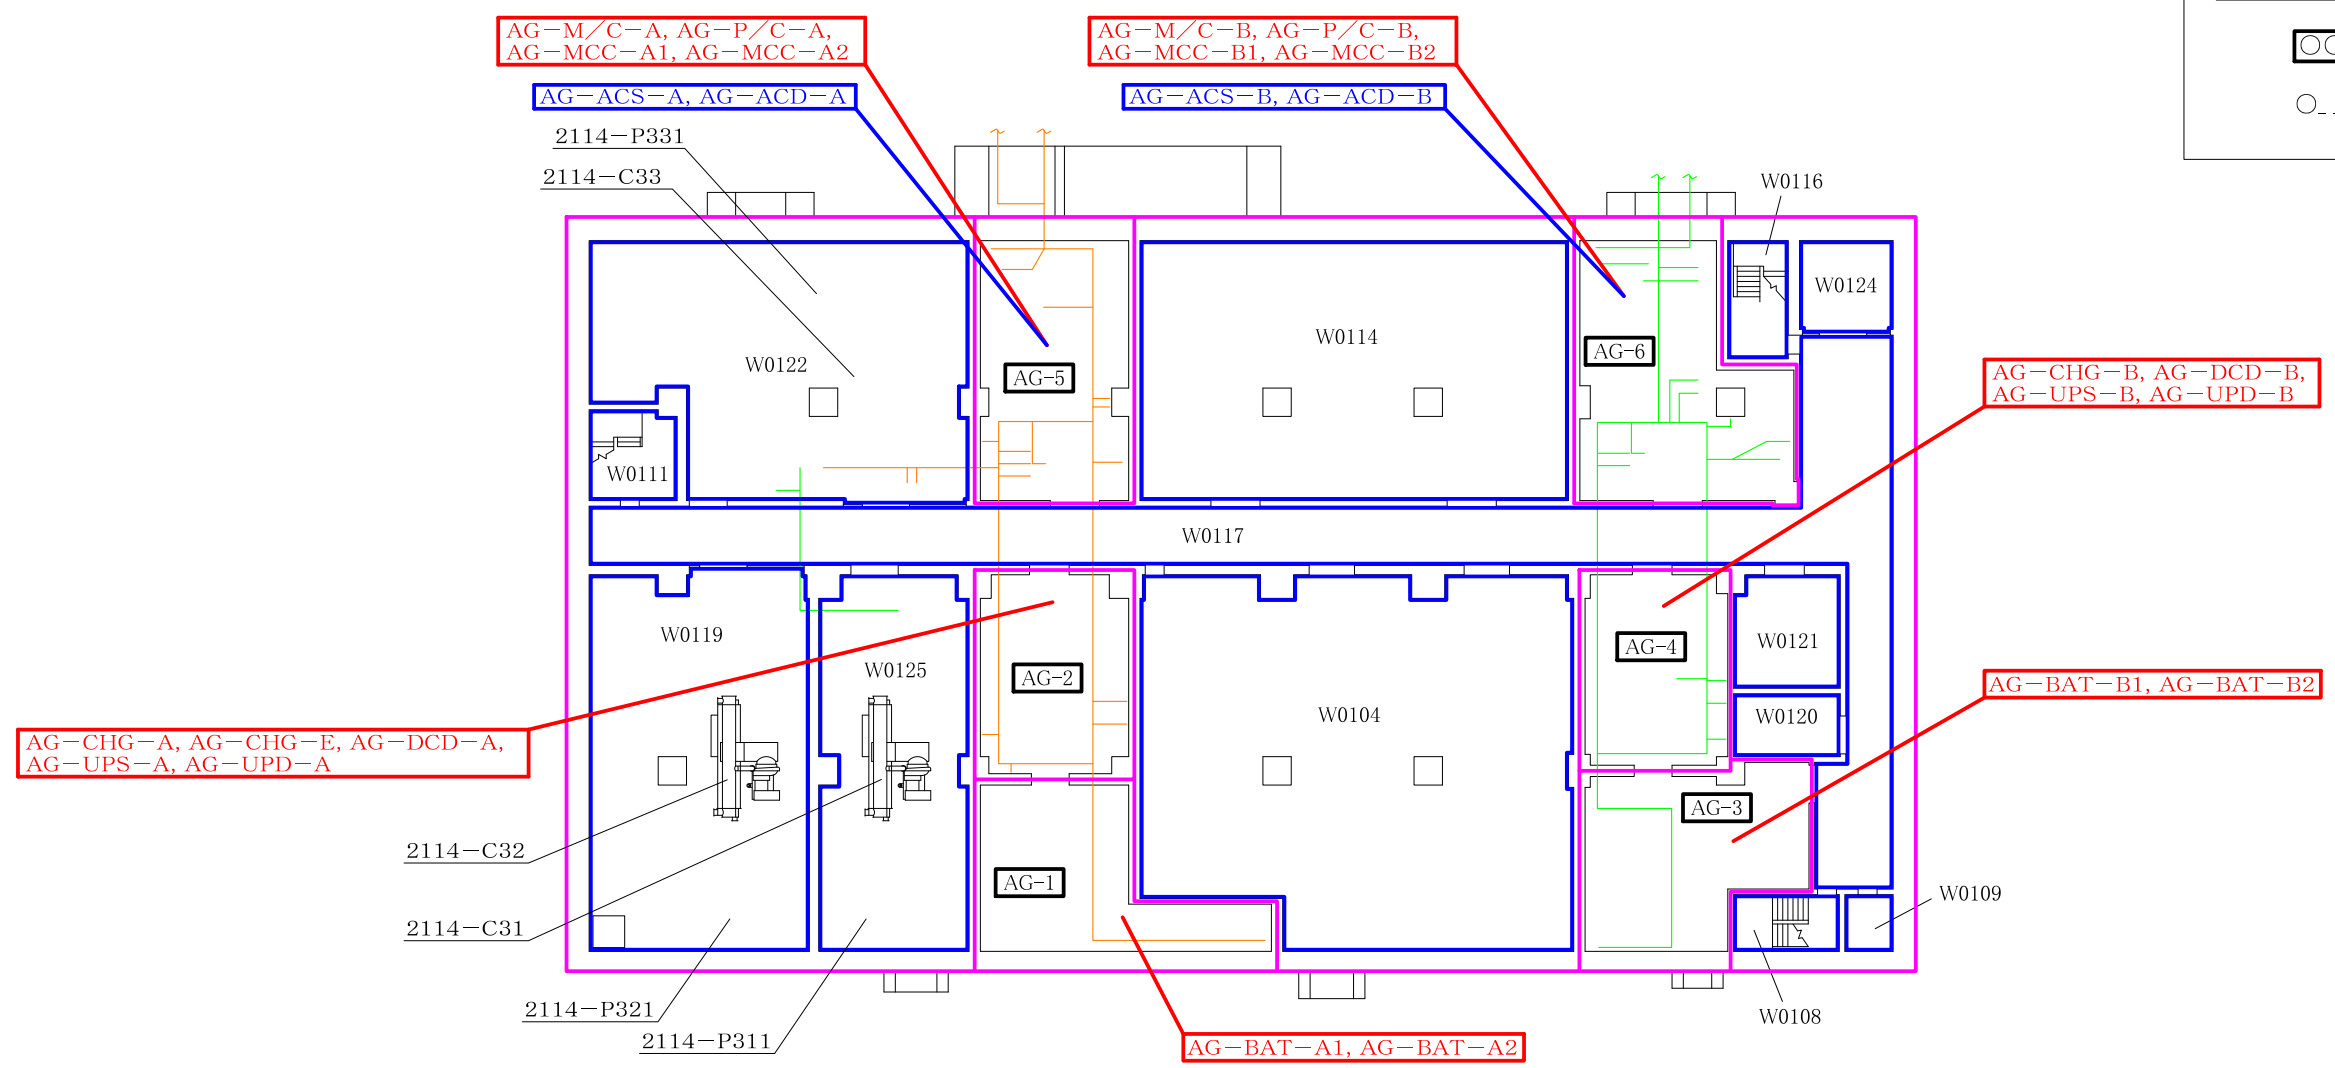 AG-M／C-A, AG-P／C-A,
AG-MCC-A1, AG-MCC-A2
AG-M／C-B, AG-P／C-B,
AG-MCC-B1, AG-MCC-B2
○○
AG-ACS-A, AG-ACD-A
AG-ACS-B, AG-ACD-B
2114-P331
2114-C33
W0116
W0124
W0114
W0122
AG-5
AG-6
AG-CHG-B, AG-DCD-B,
AG-UPS-B, AG-UPD-B
W0111
W0117
W0119
W0125
AG-2
AG-4
W0121
AG-BAT-B1, AG-BAT-B2
W0104
W0120
AG-CHG-A, AG-CHG-E, AG-DCD-A,
AG-UPS-A, AG-UPD-A
AG-3
2114-C32
AG-1
W0109
2114-C31
2114-P321
W0108
2114-P311
AG-BAT-A1, AG-BAT-A2